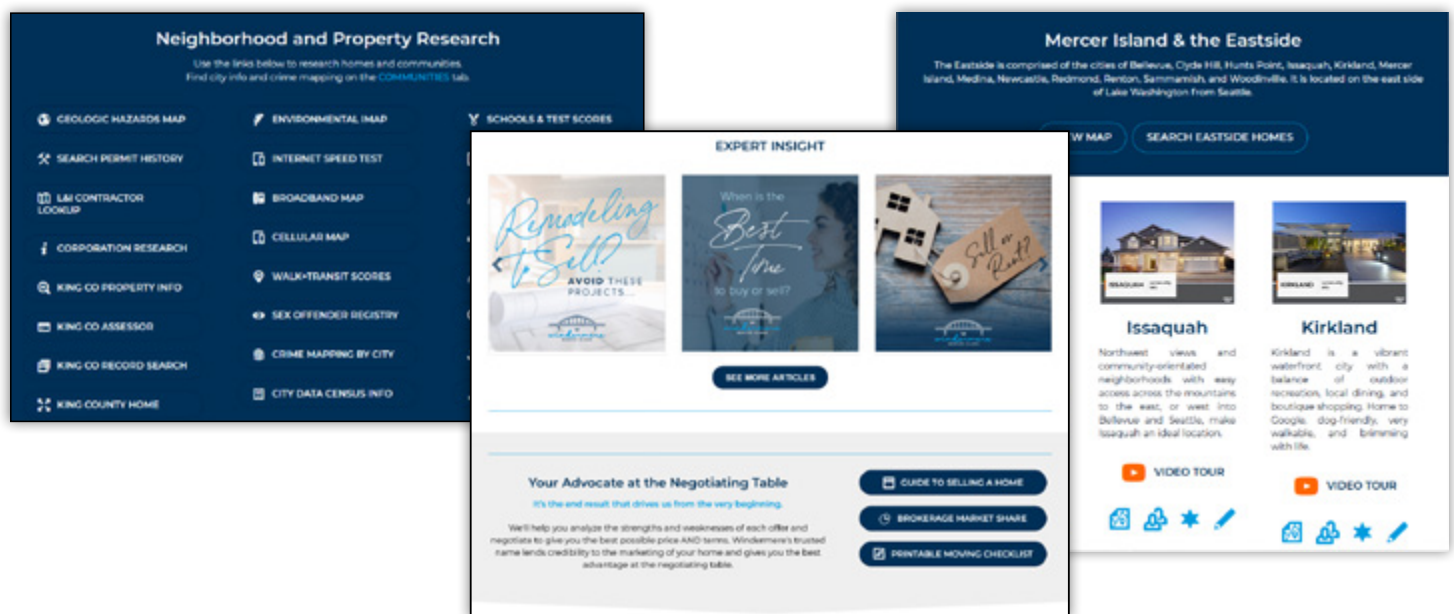 Neighborhood and Property Research
Use the links below to research homes and communities.
Find city info and crime mapping on the COMMUNITIES tab.
GEOLOGIC HAZARDS MAP
SEARCH PERMIT HISTORY
L&I CONTRACTOR
LOOKUP
CORPORATION RESEARCH
KING CO PROPERTY INFO
KING CO ASSESSOR
KING CO RECORD SEARCH
KING COUNTY HOME
ENVIRONMENTAL IMAP
INTERNET SPEED TEST
BROADBAND MAP
CELLULAR MAP
WALK+TRANSIT SCORES
SEX OFFENDER REGISTRY
CRIME MAPPING BY CITY
CITY DATA CENSUS INFO
SCHOOLS & TEST SCORES
EXPERT INSIGHT
Remodeling
to Sell?
AVOID THESE
PROJECTS...
Windermere
When is the
Best
Time
to buy or sell?
Windermere
Sell or
Rent?
Windermere
SEE MORE ARTICLES
Your Advocate at the Negotiating Table
It's the end result that drives us from the very beginning.
We'll help you analyze the strengths and weaknesses of each offer and
negotiate to give you the best possible price AND terms. Windermere's trusted
name lends credibility to the marketing of your home and gives you the best
advantage at the negotiating table.
GUIDE TO SELLING A HOME
BROKERAGE MARKET SHARE
PRINTABLE MOVING CHECKLIST
Mercer Island & the Eastside
The Eastside is comprised of the cities of Bellevue, Clyde Hill, Hunts Point, Issaquah, Kirkland, Mercer
Island, Medina, Newcastle, Redmond, Renton, Sammamish, and Woodinville. It is located on the east side
of Lake Washington from Seattle.
W MAP
SEARCH EASTSIDE HOMES
ISSAQUAH
Issaquah
Northwest views and
community-orientated
neighborhoods with easy
access across the mountains
to the east, or west into
Bellevue and Seattle, make
Issaquah an ideal location.
VIDEO TOUR
KIRKLAND
Kirkland
Kirkland is a vibrant
waterfront city with a
balance of outdoor
recreation, local dining, and
boutique shopping. Home to
Google, dog-friendly, very
walkable, and brimming
with life.
VIDEO TOUR